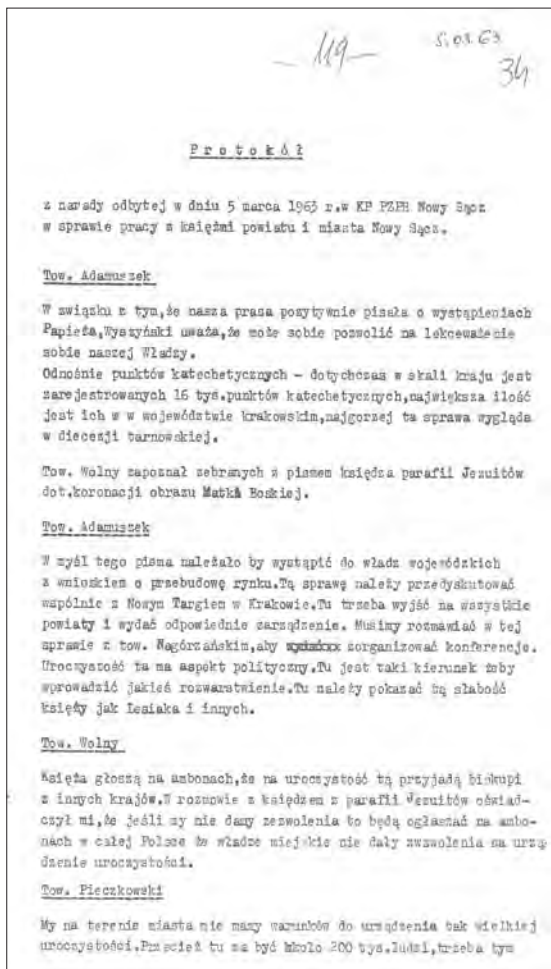 - 119 -
5.03.63
34
P r o t o k ó ł
z narady odbytej w dniu 5 marca 1963 r.w KP PZPR Nowy Sącz
w sprawie pracy z księżmi powiatu i miasta Nowy Sącz.
Tow. Adamuszek
W związku z tym,że nasza prasa pozytywnie pisała o wystąpieniach
Papieża,Wyszyński uważa,że może sobie pozwolić na lekceważenie
sobie naszej Władzy.
Odnośnie punktów katechetycznych - dotychczas w skali kraju jest
zarejestrowanych 16 tys.punktów katechetycznych,największa ilość
jest ich w w województwie krakowskim,najgorzej ta sprawa wygląda
w diecezji tarnowskiej.
Tow. Wolny zapoznał zebranych z pismem księdza parafii Jezuitów
dot.koronacji obrazu Matki Boskiej.
Tow. Adamuszek
W myśl tego pisma należało by wystąpić do władz wojewódzkich
z wnioskiem o przebudowę rynku.Tą sprawę należy przedyskutować
wspólnie z Nowym Targiem w Krakowie.Tu trzeba wyjść na wszystkie
powiaty i wydać odpowiednie zarządzenie. Musimy rozmawiać w tej
sprawie z tow. Nagórzańskim,aby zorganizować konferencje.
Uroczystość ta ma aspekt polityczny.Tu jest taki kierunek żeby
wprowadzić jakieś rozwarstwienie.Tu należy pokazać tą słabość
księży jak Lesiaka i innych.
Tow. Wolny
Księża głoszą na ambonach,że na uroczystość tą przyjadą biskupi
z innych krajów.W rozmowie z księdzem z parafii Jezuitów oświad-
czył mi,że jeśli my nie damy zezwolenia to będą ogłaszać na ambo-
nach w całej Polsce że władze miejskie nie dały zwzwolenia na urzą
dzenie uroczystości.
Tow. Pieczkowski
My na terenie miasta nie mamy warunków do urządzenia tak wielkiej
uroczystości.Przecież tu ma być około 200 tys.ludzi,trzeba tym